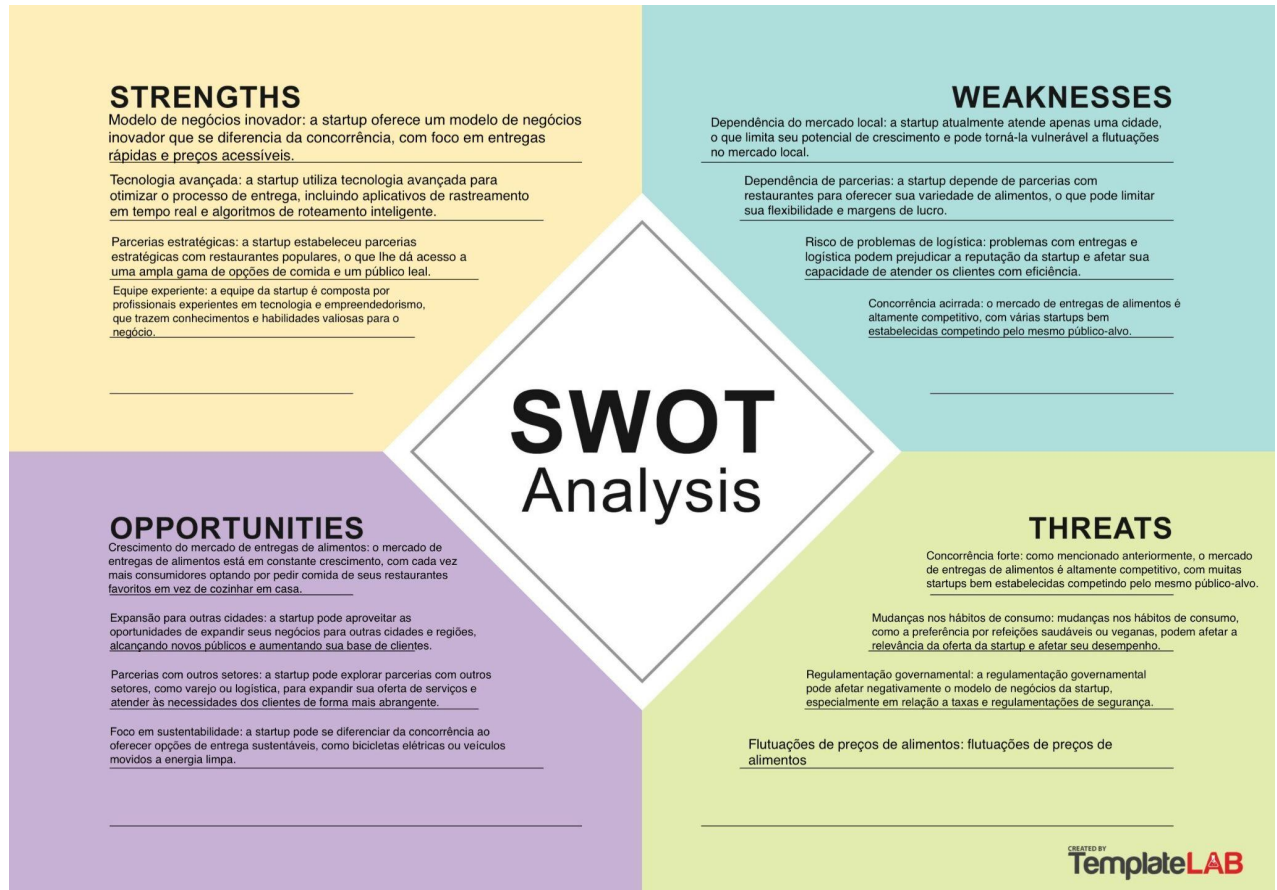 STRENGTHS
Modelo de negócios inovador: a startup oferece um modelo de negócios
inovador que se diferencia da concorrência, com foco em entregas
rápidas e preços acessíveis.
Tecnologia avançada: a startup utiliza tecnologia avançada para
otimizar o processo de entrega, incluindo aplicativos de rastreamento
em tempo real e algoritmos de roteamento inteligente.
Parcerias estratégicas: a startup estabeleceu parcerias
estratégicas com restaurantes populares, o que lhe dá acesso a
uma ampla gama de opções de comida e um público leal.
Equipe experiente: a equipe da startup é composta por
profissionais experientes em tecnologia e empreendedorismo,
que trazem conhecimentos e habilidades valiosas para o
negócio.
WEAKNESSES
Dependência do mercado local: a startup atualmente atende apenas uma cidade,
o que limita seu potencial de crescimento e pode torná-la vulnerável a flutuações
no mercado local.
Dependência de parcerias: a startup depende de parcerias com
restaurantes para oferecer sua variedade de alimentos, o que pode limitar
sua flexibilidade e margens de lucro.
Risco de problemas de logística: problemas com entregas e
logística podem prejudicar a reputação da startup e afetar sua
capacidade de atender os clientes com eficiência.
Concorrência acirrada: o mercado de entregas de alimentos é
altamente competitivo, com várias startups bem
estabelecidas competindo pelo mesmo público-alvo.
SWOT
Analysis
OPPORTUNITIES
Crescimento do mercado de entregas de alimentos: o mercado de
entregas de alimentos está em constante crescimento, com cada vez
mais consumidores optando por pedir comida de seus restaurantes
favoritos em vez de cozinhar em casa.
Expansão para outras cidades: a startup pode aproveitar as
oportunidades de expandir seus negócios para outras cidades e regiões,
alcançando novos públicos e aumentando sua base de clientes.
Parcerias com outros setores: a startup pode explorar parcerias com outros
setores, como varejo ou logística, para expandir sua oferta de serviços e
atender às necessidades dos clientes de forma mais abrangente.
Foco em sustentabilidade: a startup pode se diferenciar da concorrência ao
oferecer opções de entrega sustentáveis, como bicicletas elétricas ou veículos
movidos a energia limpa.
THREATS
Concorrência forte: como mencionado anteriormente, o mercado
de entregas de alimentos é altamente competitivo, com muitas
startups bem estabelecidas competindo pelo mesmo público-alvo.
Mudanças nos hábitos de consumo: mudanças nos hábitos de consumo,
como a preferência por refeições saudáveis ou veganas, podem afetar a
relevância da oferta da startup e afetar seu desempenho.
Regulamentação governamental: a regulamentação governamental
pode afetar negativamente o modelo de negócios da startup,
especialmente em relação a taxas e regulamentações de segurança.
Flutuações de preços de alimentos: flutuações de preços de
alimentos
CREATED BY
TemplateLAB